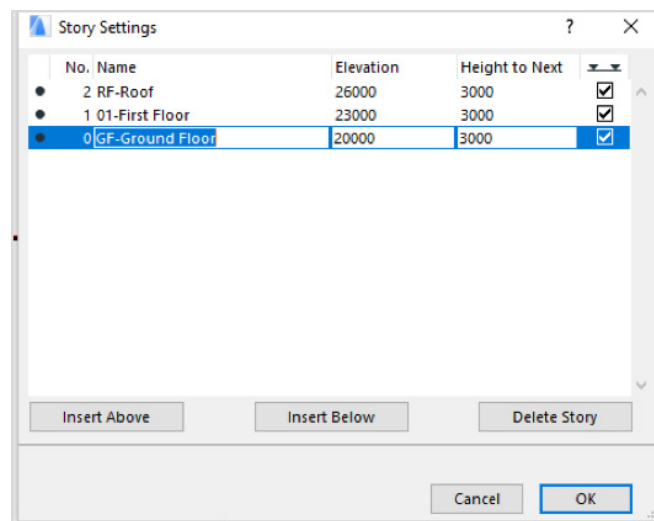 Story Settings ? X
No. Name Elevation Height to Next
2 RF-Roof 26000 3000
1 01-First Floor 23000 3000
0 GF-Ground Floor 20000 3000
Insert Above Insert Below Delete Story
Cancel OK